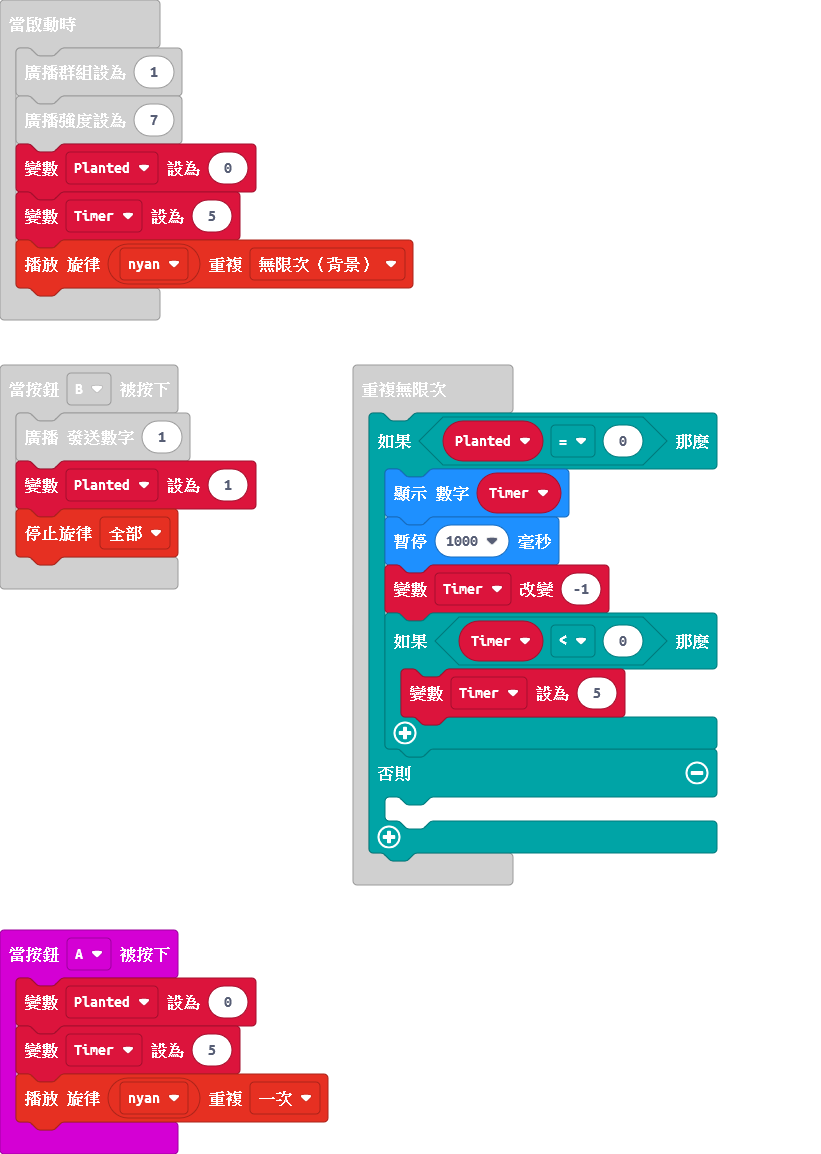 當啟動時
廣播群組設為 1
廣播強度設為 7
變數 Planted 設為 0
變數 Timer 設為 5
播放 旋律 nyan 重複 無限次（背景）
當按鈕 B 被按下
廣播 發送數字 1
變數 Planted 設為 1
停止旋律 全部
重複無限次
如果 Planted = 0 那麼
顯示 數字 Timer
暫停 1000 毫秒
變數 Timer 改變 -1
如果 Timer < 0 那麼
變數 Timer 設為 5
否則
當按鈕 A 被按下
變數 Planted 設為 0
變數 Timer 設為 5
播放 旋律 nyan 重複 一次